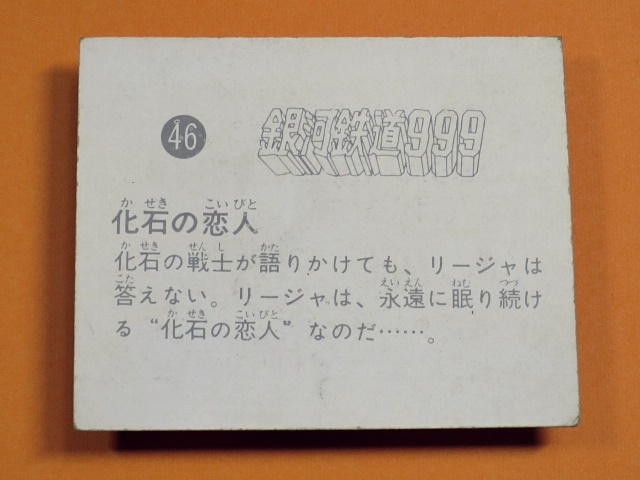 46
銀河鉄道999
化石の恋人
化石の戦士が語りかけても、リージャは
答えない。リージャは、永遠に眠り続け
る“化石の恋人”なのだ……。